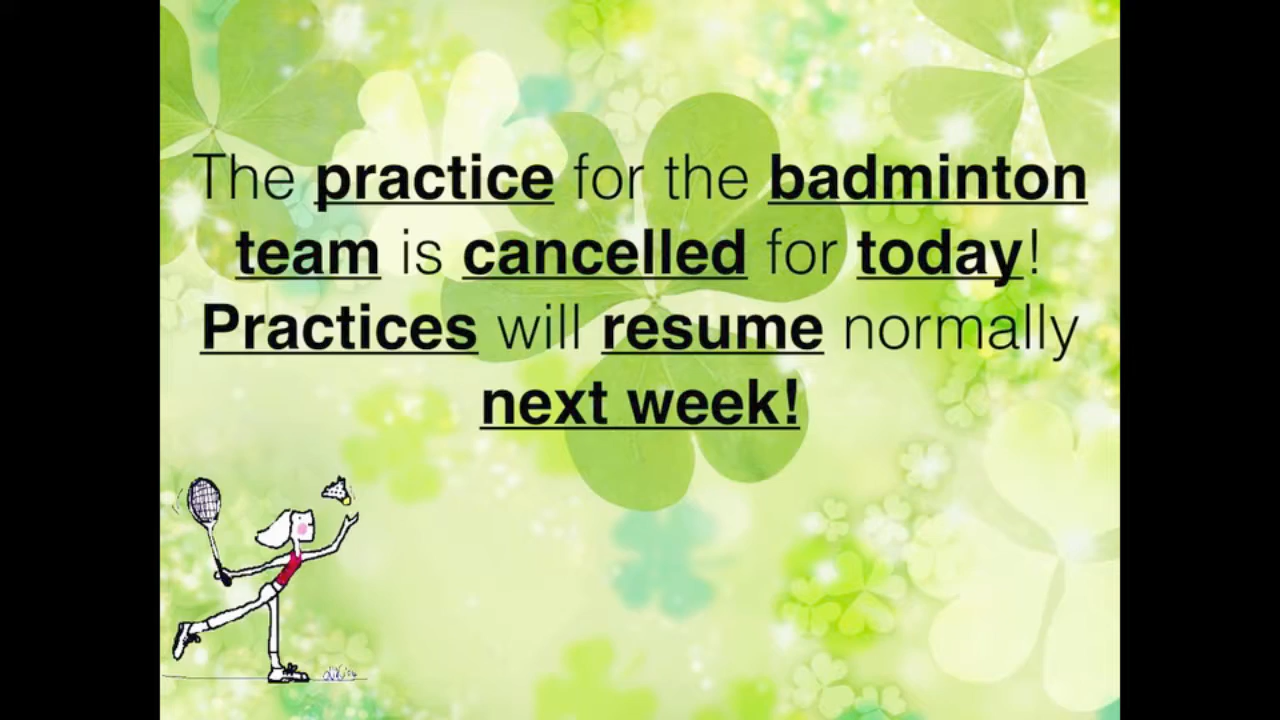 The practice for the badminton
team is cancelled for today!
Practices will resume normally
next week!